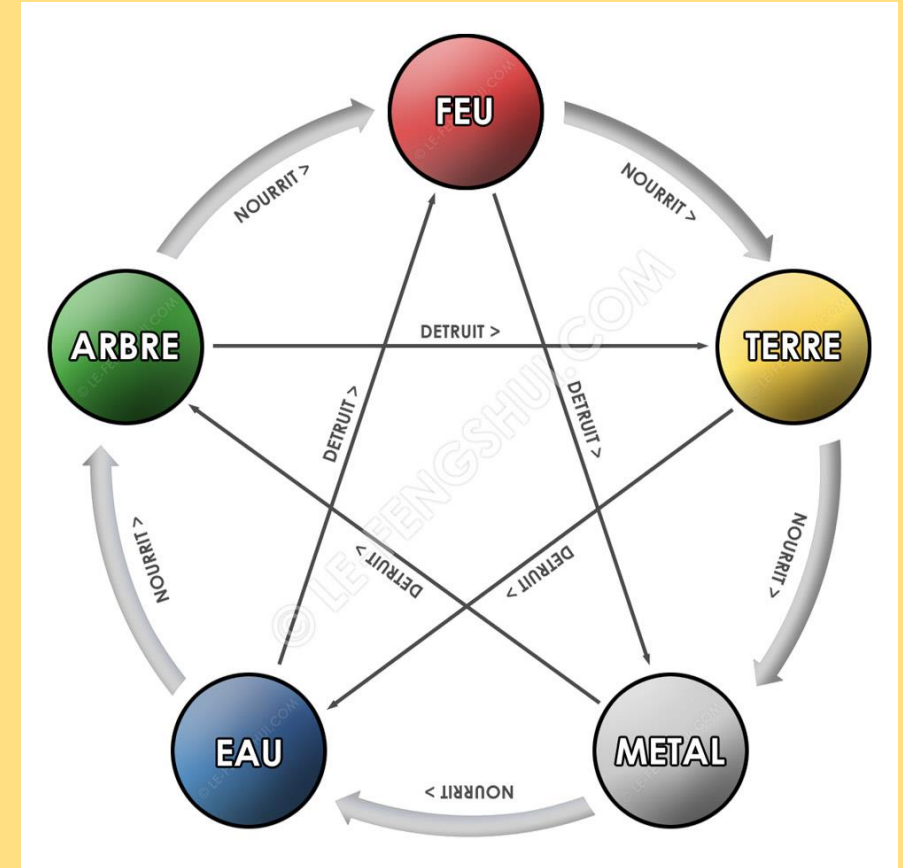 FEU
NOURRIT >
NOURRIT >
ARBRE
DETRUIT >
TERRE
DETRUIT >
DETRUIT >
NOURRIT >
NOURRIT >
DETRUIT >
DETRUIT >
EAU
METAL
NOURRIT >
© LE-FENGSHUI.COM